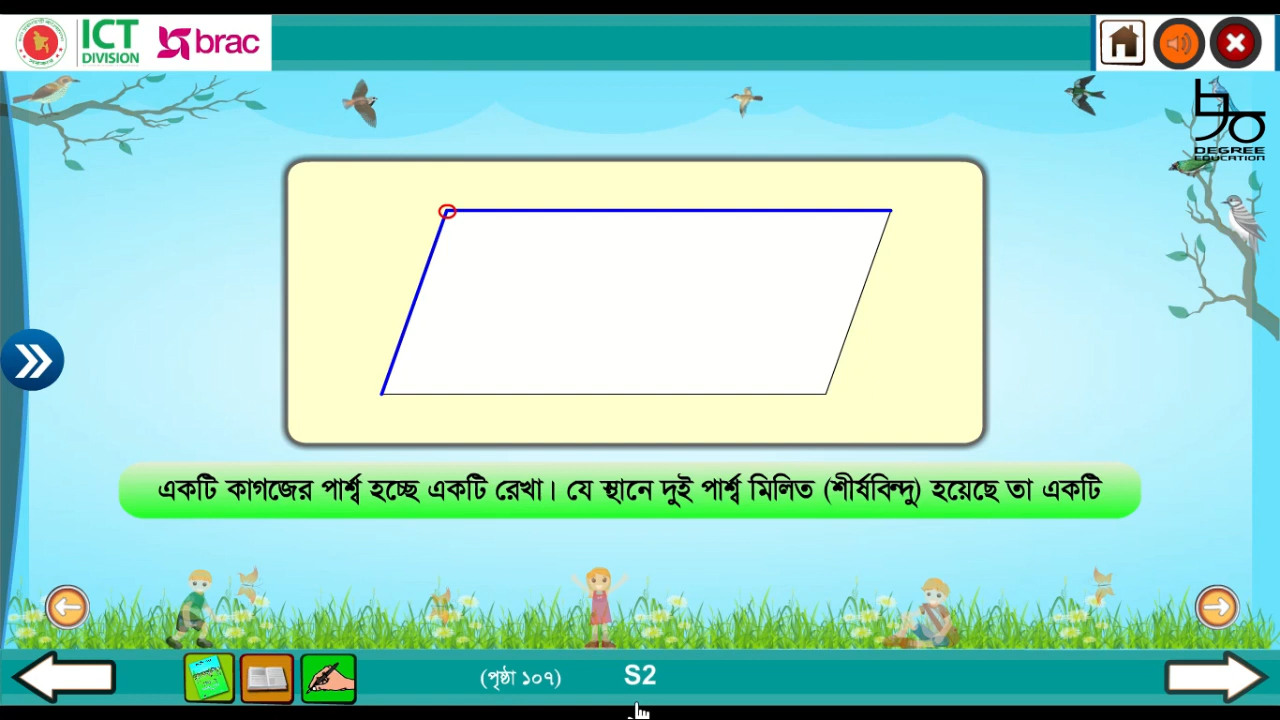 ICT
DIVISION
brac
DEGREE
EDUCATION
একটি কাগজের পার্শ্ব হচ্ছে একটি রেখা। যে স্থানে দুই পার্শ্ব মিলিত (শীর্ষবিন্দু) হয়েছে তা একটি
(পৃষ্ঠা ১০৭)
S2